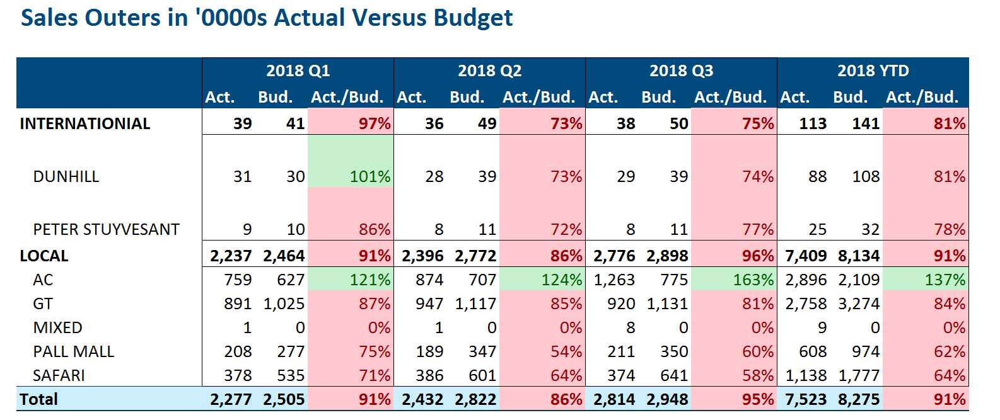 Sales Outers in '0000s Actual Versus Budget
2018 Q1 2018 Q2 2018 Q3 2018 YTD
Act. Bud. Act./Bud. Act. Bud. Act./Bud. Act. Bud. Act./Bud. Act. Bud. Act./Bud.
INTERNATIONIAL 39 41 97% 36 49 73% 38 50 75% 113 141 81%
DUNHILL 31 30 101% 28 39 73% 29 39 74% 88 108 81%
PETER STUYVESANT 9 10 86% 8 11 72% 8 11 77% 25 32 78%
LOCAL 2,237 2,464 91% 2,396 2,772 86% 2,776 2,898 96% 7,409 8,134 91%
AC 759 627 121% 874 707 124% 1,263 775 163% 2,896 2,109 137%
GT 891 1,025 87% 947 1,117 85% 920 1,131 81% 2,758 3,274 84%
MIXED 1 0 0% 1 0 0% 8 0 0% 9 0 0%
PALL MALL 208 277 75% 189 347 54% 211 350 60% 608 974 62%
SAFARI 378 535 71% 386 601 64% 374 641 58% 1,138 1,777 64%
Total 2,277 2,505 91% 2,432 2,822 86% 2,814 2,948 95% 7,523 8,275 91%